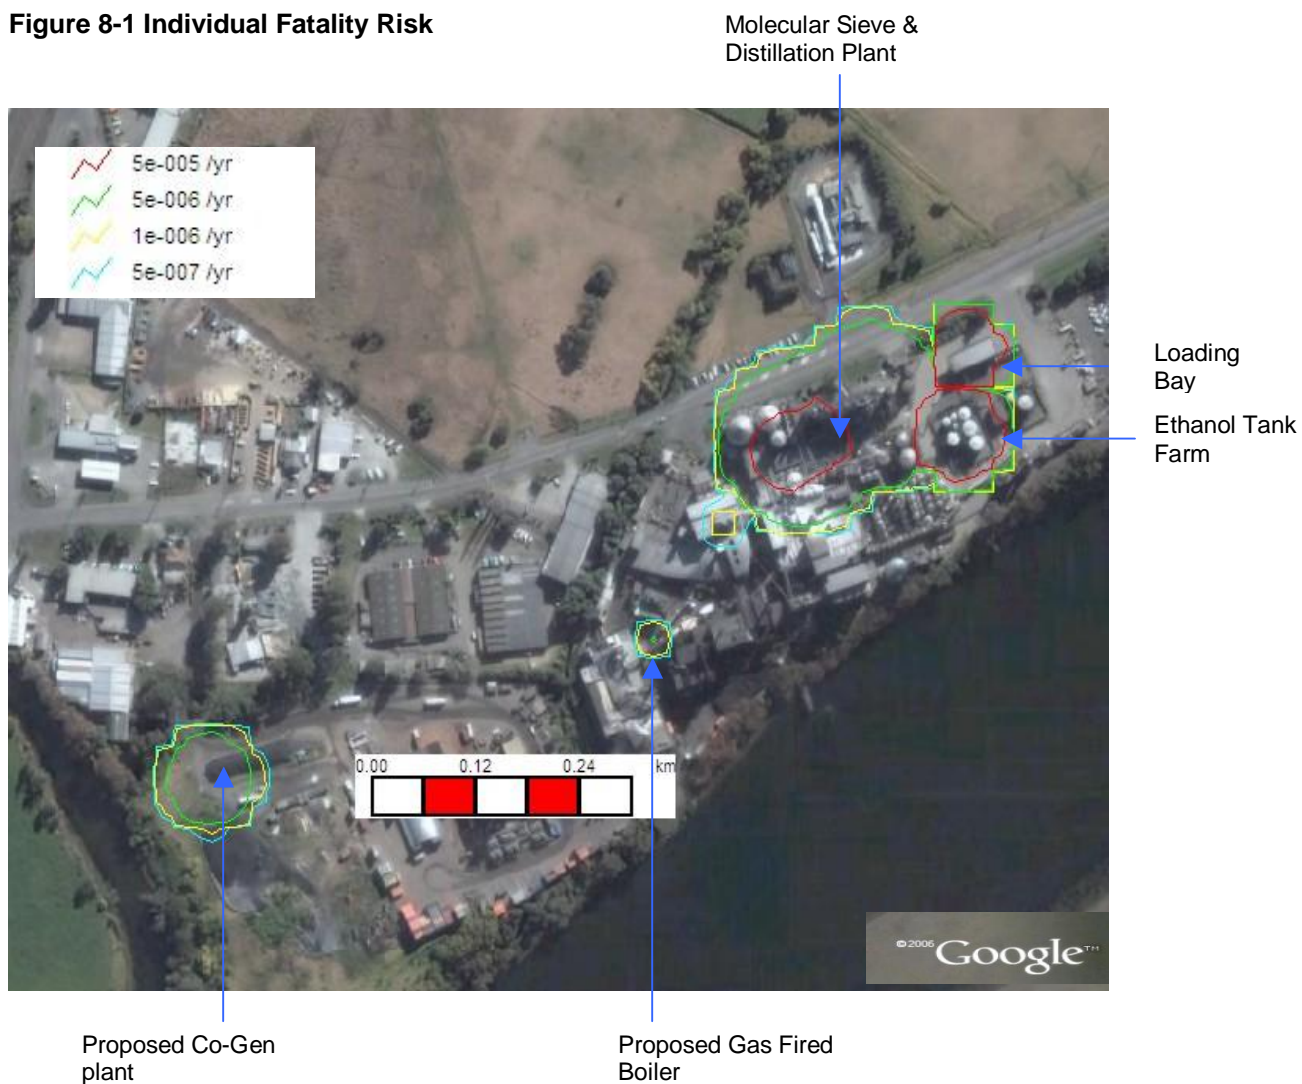 Figure 8-1 Individual Fatality Risk
Molecular Sieve &
Distillation Plant
5e-005 /yr
5e-006 /yr
1e-006 /yr
5e-007 /yr
Loading
Bay
Ethanol Tank
Farm
0.00 0.12 0.24 km
©2006 Google™
Proposed Co-Gen
plant
Proposed Gas Fired
Boiler